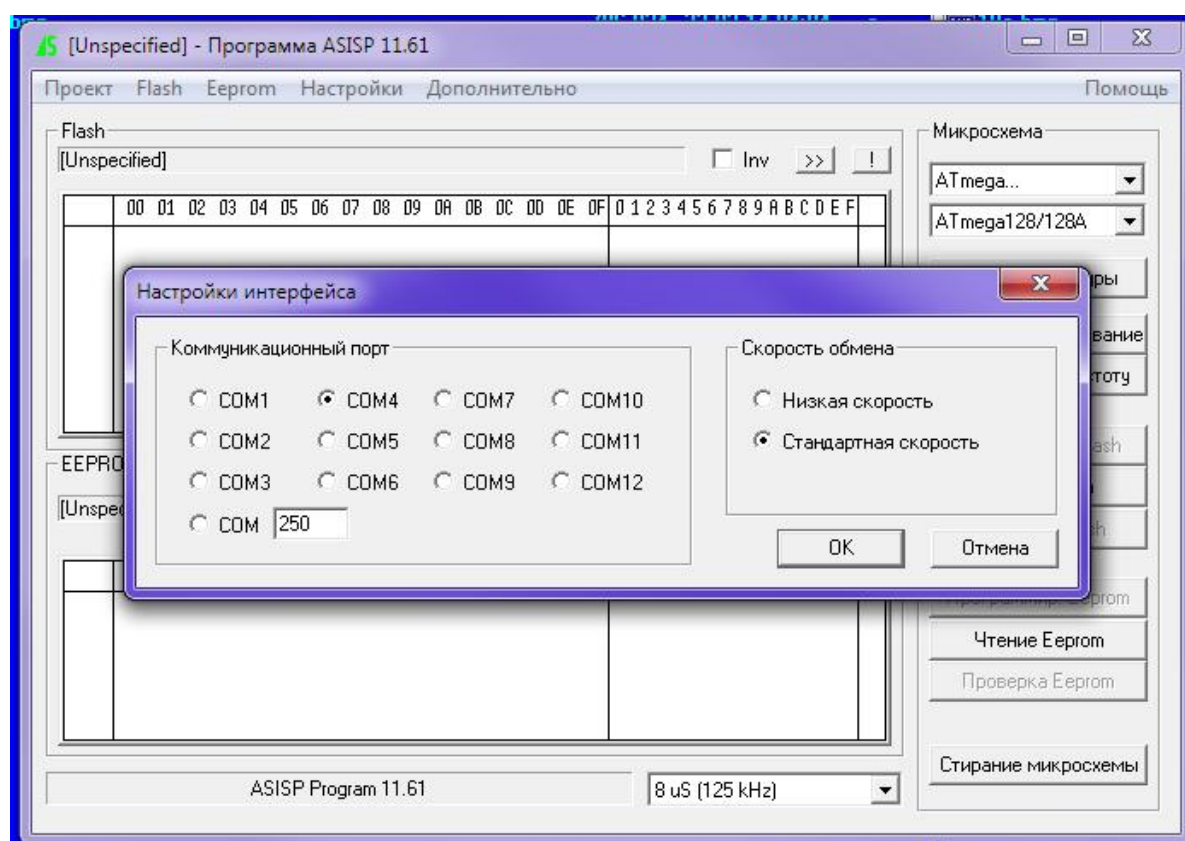 [Unspecified] - Программа ASISP 11.61
Проект Flash Eeprom Настройки Дополнительно Помощь
Flash
[Unspecified]
Inv >> !
00 01 02 03 04 05 06 07 08 09 0A 0B 0C 0D 0E 0F 0 1 2 3 4 5 6 7 8 9 A B C D E F
Микросхема
ATmega...
ATmega128/128A
Настройки интерфейса
Коммуникационный порт
COM1 COM4 COM7 COM10
COM2 COM5 COM8 COM11
COM3 COM6 COM9 COM12
COM 250
Скорость обмена
Низкая скорость
Стандартная скорость
OK Отмена
Чтение Eeprom
Проверка Eeprom
Стирание микросхемы
ASISP Program 11.61
8 uS (125 kHz)